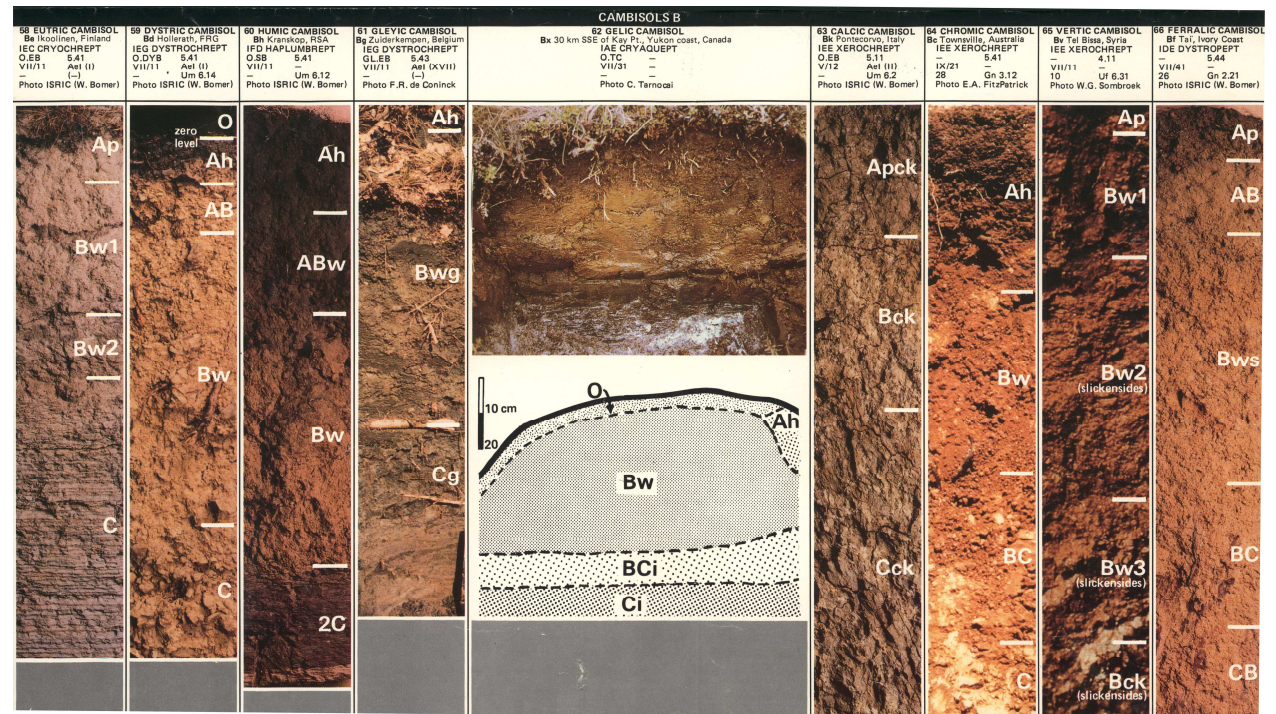 CAMBISOLS B
58 EUTRIC CAMBISOL
Be Ikoolinen, Finland
IEC CRYOCHREPT
O.EB 5.41
VII/11 AeI (I)
– (–)
Photo ISRIC (W. Bomer)
59 DYSTRIC CAMBISOL
Bd Hollerath, FRG
IEG DYSTROCHREPT
O.DYB 5.41
VII/11 AeI (I)
– Um 6.14
Photo ISRIC (W. Bomer)
60 HUMIC CAMBISOL
Bh Kranskop, RSA
IFD HAPLUMBREPT
O.SB 5.41
VII/11 –
– Um 6.12
Photo ISRIC (W. Bomer)
61 GLEYIC CAMBISOL
Bg Zuiderkempen, Belgium
IEG DYSTROCHREPT
GL.EB 5.43
VII/11 AeI (XVII)
– (–)
Photo F.R. de Coninck
62 GELIC CAMBISOL
Bx 30 km SSE of Kay Pt., Yukon coast, Canada
IAE CRYAQUEPT
O.TC –
VII/31 –
– –
Photo C. Tarnocai
63 CALCIC CAMBISOL
Bk Pontecorvo, Italy
IEE XEROCHREPT
O.EB 5.11
V/12 AeI (II)
– Um 6.2
Photo ISRIC (W. Bomer)
64 CHROMIC CAMBISOL
Bc Townsville, Australia
IEE XEROCHREPT
– 5.41
IX/21 –
28 Gn 3.12
Photo E.A. FitzPatrick
65 VERTIC CAMBISOL
Bv Tel Bissa, Syria
IEE XEROCHREPT
– 4.11
VII/11 –
10 Uf 6.31
Photo W.G. Sombroek
66 FERRALIC CAMBISOL
Bf Taï, Ivory Coast
IDE DYSTROPEPT
– 5.44
VII/41 –
26 Gn 2.21
Photo ISRIC (W. Bomer)
Ap
Bw1
Bw2
C
O
zero
level
Ah
AB
Bw
C
Ah
ABw
Bw
2C
Ah
Bwg
Cg
10 cm
20
O
Ah
Bw
BCi
Ci
Apck
Bck
Cck
Ah
Bw
BC
C
Ap
Bw1
Bw2
(slickensides)
Bw3
(slickensides)
Bck
(slickensides)
Ap
AB
Bws
BC
CB